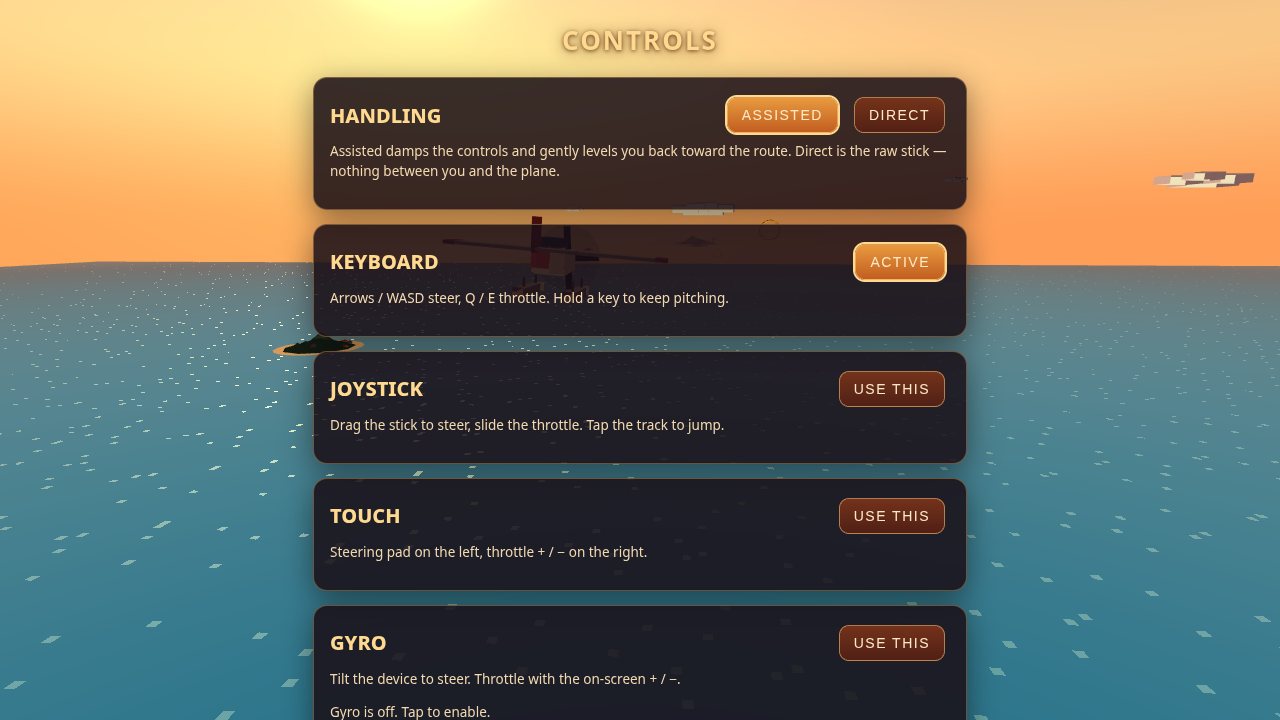 CONTROLS
HANDLING
ASSISTED
DIRECT
Assisted damps the controls and gently levels you back toward the route. Direct is the raw stick —
nothing between you and the plane.
KEYBOARD
ACTIVE
Arrows / WASD steer, Q / E throttle. Hold a key to keep pitching.
JOYSTICK
USE THIS
Drag the stick to steer, slide the throttle. Tap the track to jump.
TOUCH
USE THIS
Steering pad on the left, throttle + / − on the right.
GYRO
USE THIS
Tilt the device to steer. Throttle with the on-screen + / −.
Gyro is off. Tap to enable.